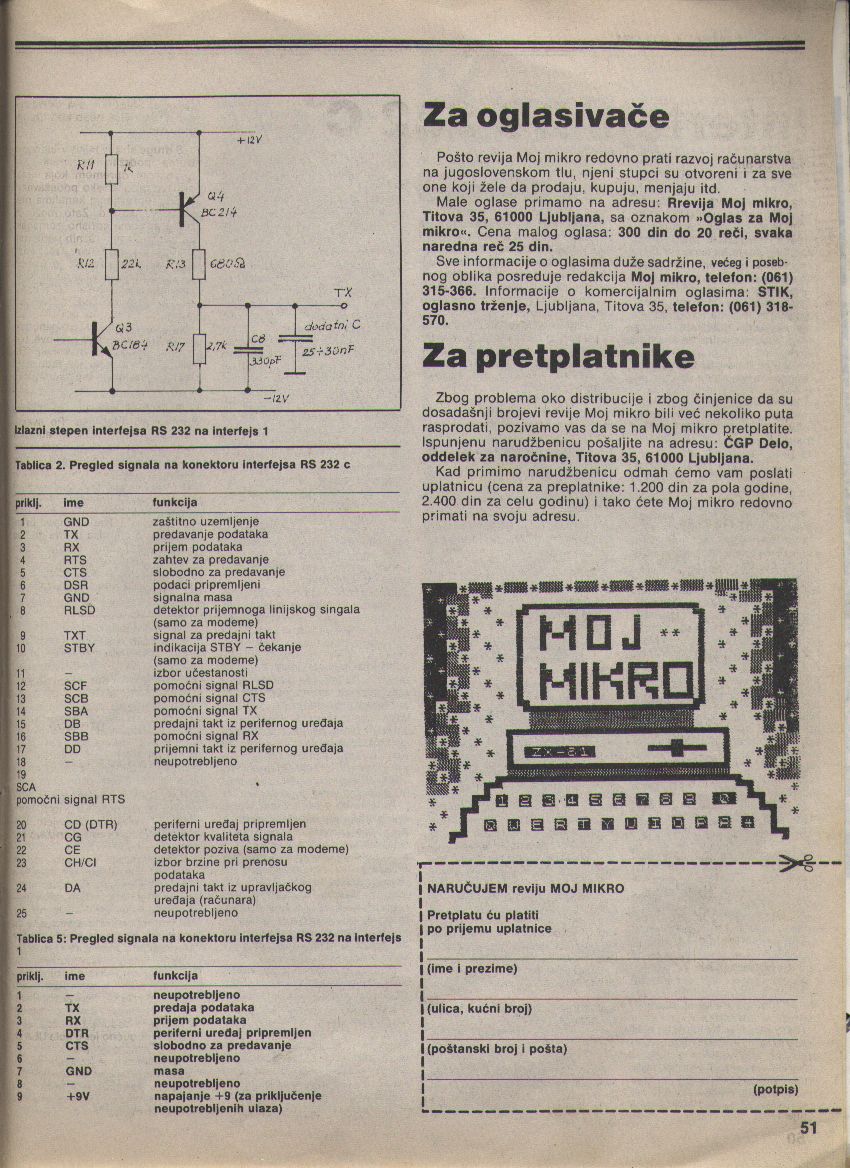 +12V
R11
1k
Q4
BC214
R12
22k
R13
680Ω
TX
Q3
BC184
R17
2,7k
C8
330pF
dodatni C
25÷30nF
-12V
Izlazni stepen interfejsa RS 232 na interfejs 1
Tablica 2. Pregled signala na konektoru interfejsa RS 232 c
priklj. ime funkcija
1 GND zaštitno uzemljenje
2 TX predavanje podataka
3 RX prijem podataka
4 RTS zahtev za predavanje
5 CTS slobodno za predavanje
6 DSR podaci pripremljeni
7 GND signalna masa
8 RLSD detektor prijemnoga linijskog singala
(samo za modeme)
9 TXT signal za predajni takt
10 STBY indikacija STBY – čekanje
(samo za modeme)
11 – izbor učestanosti
12 SCF pomoćni signal RLSD
13 SCB pomoćni signal CTS
14 SBA pomoćni signal TX
15 DB predajni takt iz perifernog uređaja
16 SBB pomoćni signal RX
17 DD prijemni takt iz perifernog uređaja
18 – neupotrebljeno
19
SCA
pomoćni signal RTS
20 CD (DTR) periferni uređaj pripremljen
21 CG detektor kvaliteta signala
22 CE detektor poziva (samo za modeme)
23 CH/CI izbor brzine pri prenosu
podataka
24 DA predajni takt iz upravljačkog
uređaja (računara)
25 – neupotrebljeno
Tablica 5: Pregled signala na konektoru interfejsa RS 232 na interfejs
1
priklj. ime funkcija
1 – neupotrebljeno
2 TX predaja podataka
3 RX prijem podataka
4 DTR periferni uređaj pripremljen
5 CTS slobodno za predavanje
6 – neupotrebljeno
7 GND masa
8 – neupotrebljeno
9 +9V napajanje +9 (za priključenje
neupotrebljenih ulaza)
Za oglasivače
Pošto revija Moj mikro redovno prati razvoj računarstva
na jugoslovenskom tlu, njeni stupci su otvoreni i za sve
one koji žele da prodaju, kupuju, menjaju itd.
Male oglase primamo na adresu: Rrevija Moj mikro,
Titova 35, 61000 Ljubljana, sa oznakom »Oglas za Moj
mikro«. Cena malog oglasa: 300 din do 20 reči, svaka
naredna reč 25 din.
Sve informacije o oglasima duže sadržine, većeg i poseb-
nog oblika posreduje redakcija Moj mikro, telefon: (061)
315-366. Informacije o komercijalnim oglasima: STIK,
oglasno trženje, Ljubljana, Titova 35, telefon: (061) 318-
570.
Za pretplatnike
Zbog problema oko distribucije i zbog činjenice da su
dosadašnji brojevi revije Moj mikro bili već nekoliko puta
rasprodati, pozivamo vas da se na Moj mikro pretplatite.
Ispunjenu narudžbenicu pošaljite na adresu: ČGP Delo,
oddelek za naročnine, Titova 35, 61000 Ljubljana.
Kad primimo narudžbenicu odmah ćemo vam poslati
uplatnicu (cena za preplatnike: 1.200 din za pola godine,
2.400 din za celu godinu) i tako ćete Moj mikro redovno
primati na svoju adresu.
MOJ
MIKRO
ZX-81
1 2 3 4 5 6 7 8 9 0
Q W E R T Y U I O P
NARUČUJEM reviju MOJ MIKRO
Pretplatu ću platiti
po prijemu uplatnice
(ime i prezime)
(ulica, kućni broj)
(poštanski broj i pošta)
(potpis)
51